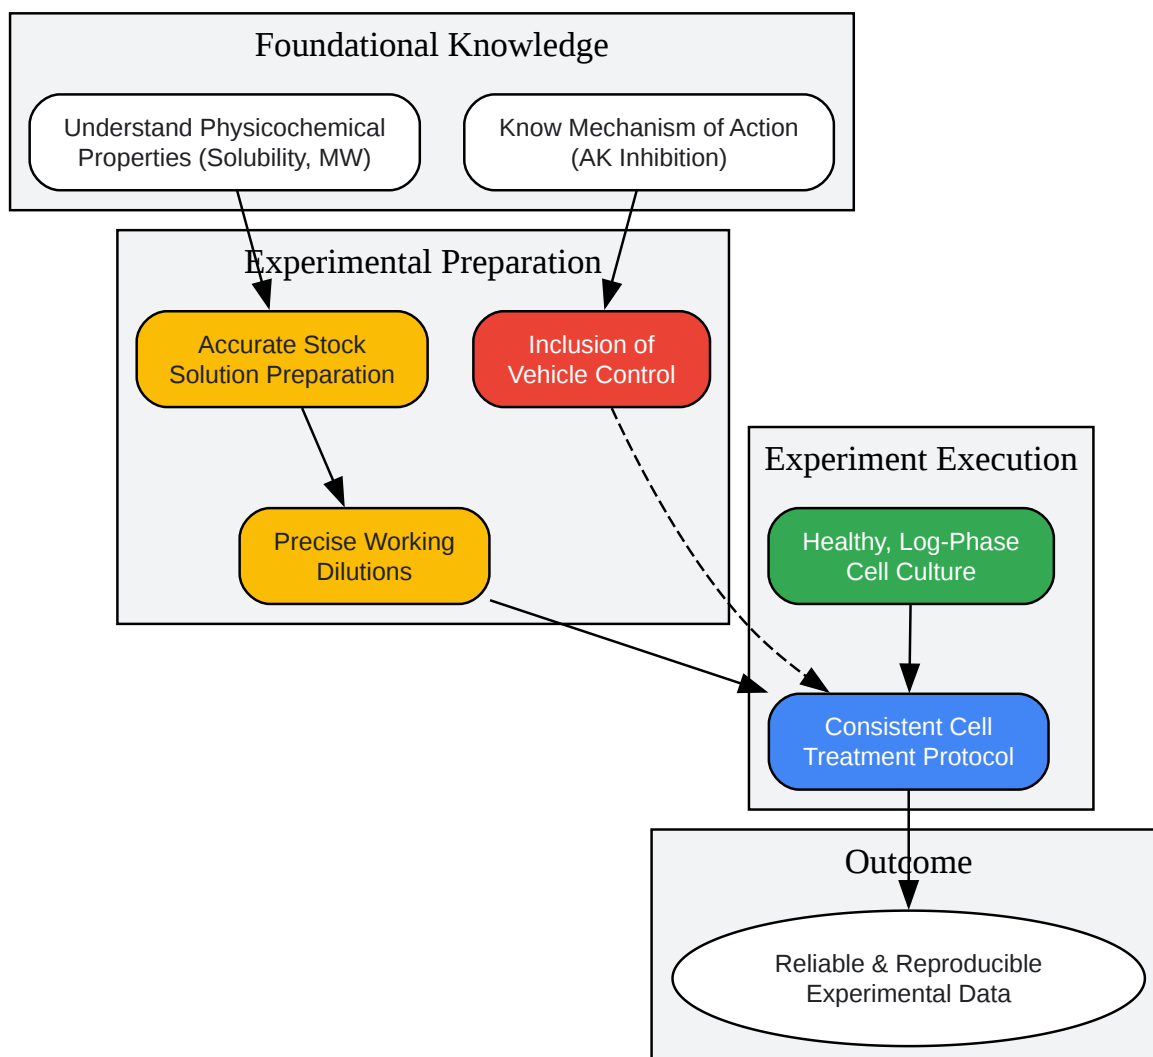 Foundational Knowledge
Understand Physicochemical
Properties (Solubility, MW)
Know Mechanism of Action
(AK Inhibition)
Experimental Preparation
Accurate Stock
Solution Preparation
Inclusion of
Vehicle Control
Precise Working
Dilutions
Experiment Execution
Healthy, Log-Phase
Cell Culture
Consistent Cell
Treatment Protocol
Outcome
Reliable & Reproducible
Experimental Data